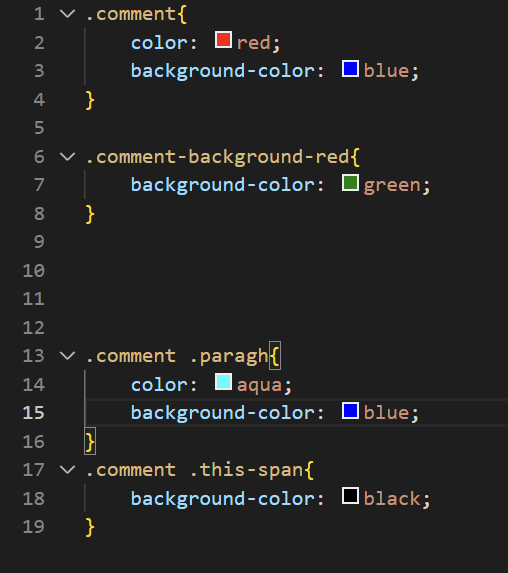 1 .comment{
2 color: red;
3 background-color: blue;
4 }
5
6 .comment-background-red{
7 background-color: green;
8 }
9
10
11
12
13 .comment .paragh{
14 color: aqua;
15 background-color: blue;
16 }
17 .comment .this-span{
18 background-color: black;
19 }